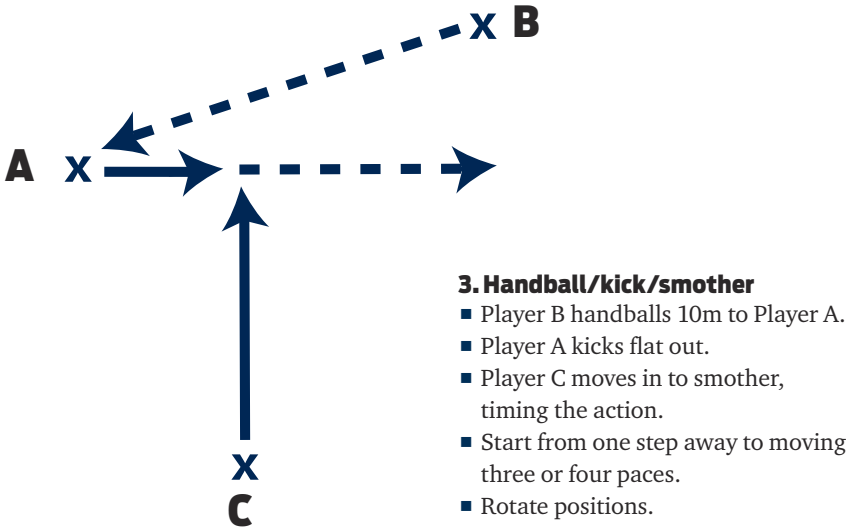 X B
A X
3. Handball/kick/smother
■ Player B handballs 10m to Player A.
■ Player A kicks flat out.
■ Player C moves in to smother,
timing the action.
■ Start from one step away to moving
three or four paces.
■ Rotate positions.
X
C